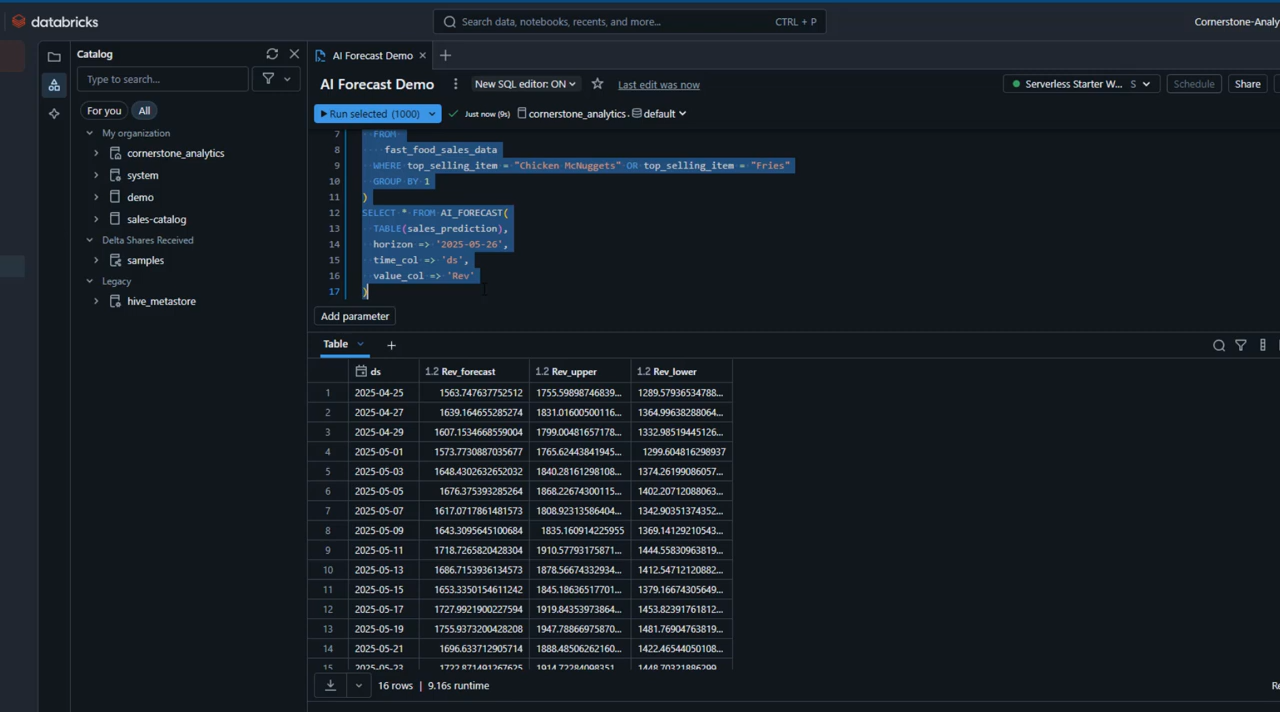 databricks
Search data, notebooks, recents, and more...
CTRL + P
Cornerstone-Analy
Catalog
Type to search...
For you
All
My organization
cornerstone_analytics
system
demo
sales-catalog
Delta Shares Received
samples
Legacy
hive_metastore
AI Forecast Demo
AI Forecast Demo
New SQL editor: ON
Last edit was now
Serverless Starter W... S
Schedule
Share
Run selected (1000)
Just now (9s)
cornerstone_analytics. default
7 FROM
8 fast_food_sales_data
9 WHERE top_selling_item = "Chicken McNuggets" OR top_selling_item = "Fries"
10 GROUP BY 1
11 )
12 SELECT * FROM AI_FORECAST(
13 TABLE(sales_prediction),
14 horizon => '2025-05-26',
15 time_col => 'ds',
16 value_col => 'Rev'
17 )
Add parameter
Table
ds 1.2 Rev_forecast 1.2 Rev_upper 1.2 Rev_lower
1 2025-04-25 1563.747637752512 1755.59898746839... 1289.57936534788...
2 2025-04-27 1639.164655285274 1831.01600500116... 1364.99638288064...
3 2025-04-29 1607.1534668559004 1799.00481657178... 1332.98519445126...
4 2025-05-01 1573.7730887035677 1765.62443841945... 1299.604816298937
5 2025-05-03 1648.4302632652032 1840.28161298108... 1374.26199086057...
6 2025-05-05 1676.375393285264 1868.22674300115... 1402.20712088063...
7 2025-05-07 1617.0717861481573 1808.92313586404... 1342.90351374352...
8 2025-05-09 1643.3095645100684 1835.160914225955 1369.14129210543...
9 2025-05-11 1718.7265820428304 1910.57793175871... 1444.55830963819...
10 2025-05-13 1686.7153936134573 1878.56674332934... 1412.54712120882...
11 2025-05-15 1653.3350154611242 1845.18636517701... 1379.16674305649...
12 2025-05-17 1727.9921900227594 1919.84353973864... 1453.82391761812...
13 2025-05-19 1755.9373200428208 1947.78866975870... 1481.76904763819...
14 2025-05-21 1696.633712905714 1888.48506262160... 1422.46544050108...
15 2025-05-23 1722.871491267625 1914.72284098351... 1448.70321886299...
16 rows | 9.16s runtime
Re